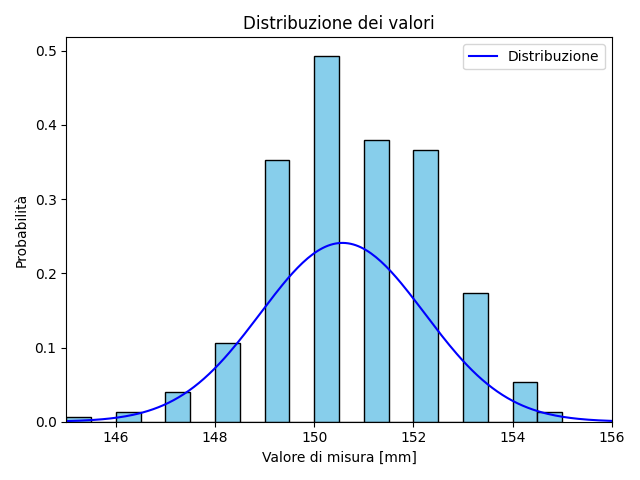 Distribuzione dei valori
Distribuzione
0.5
0.4
0.3
0.2
0.1
0.0
Probabilità
146 148 150 152 154 156
Valore di misura [mm]